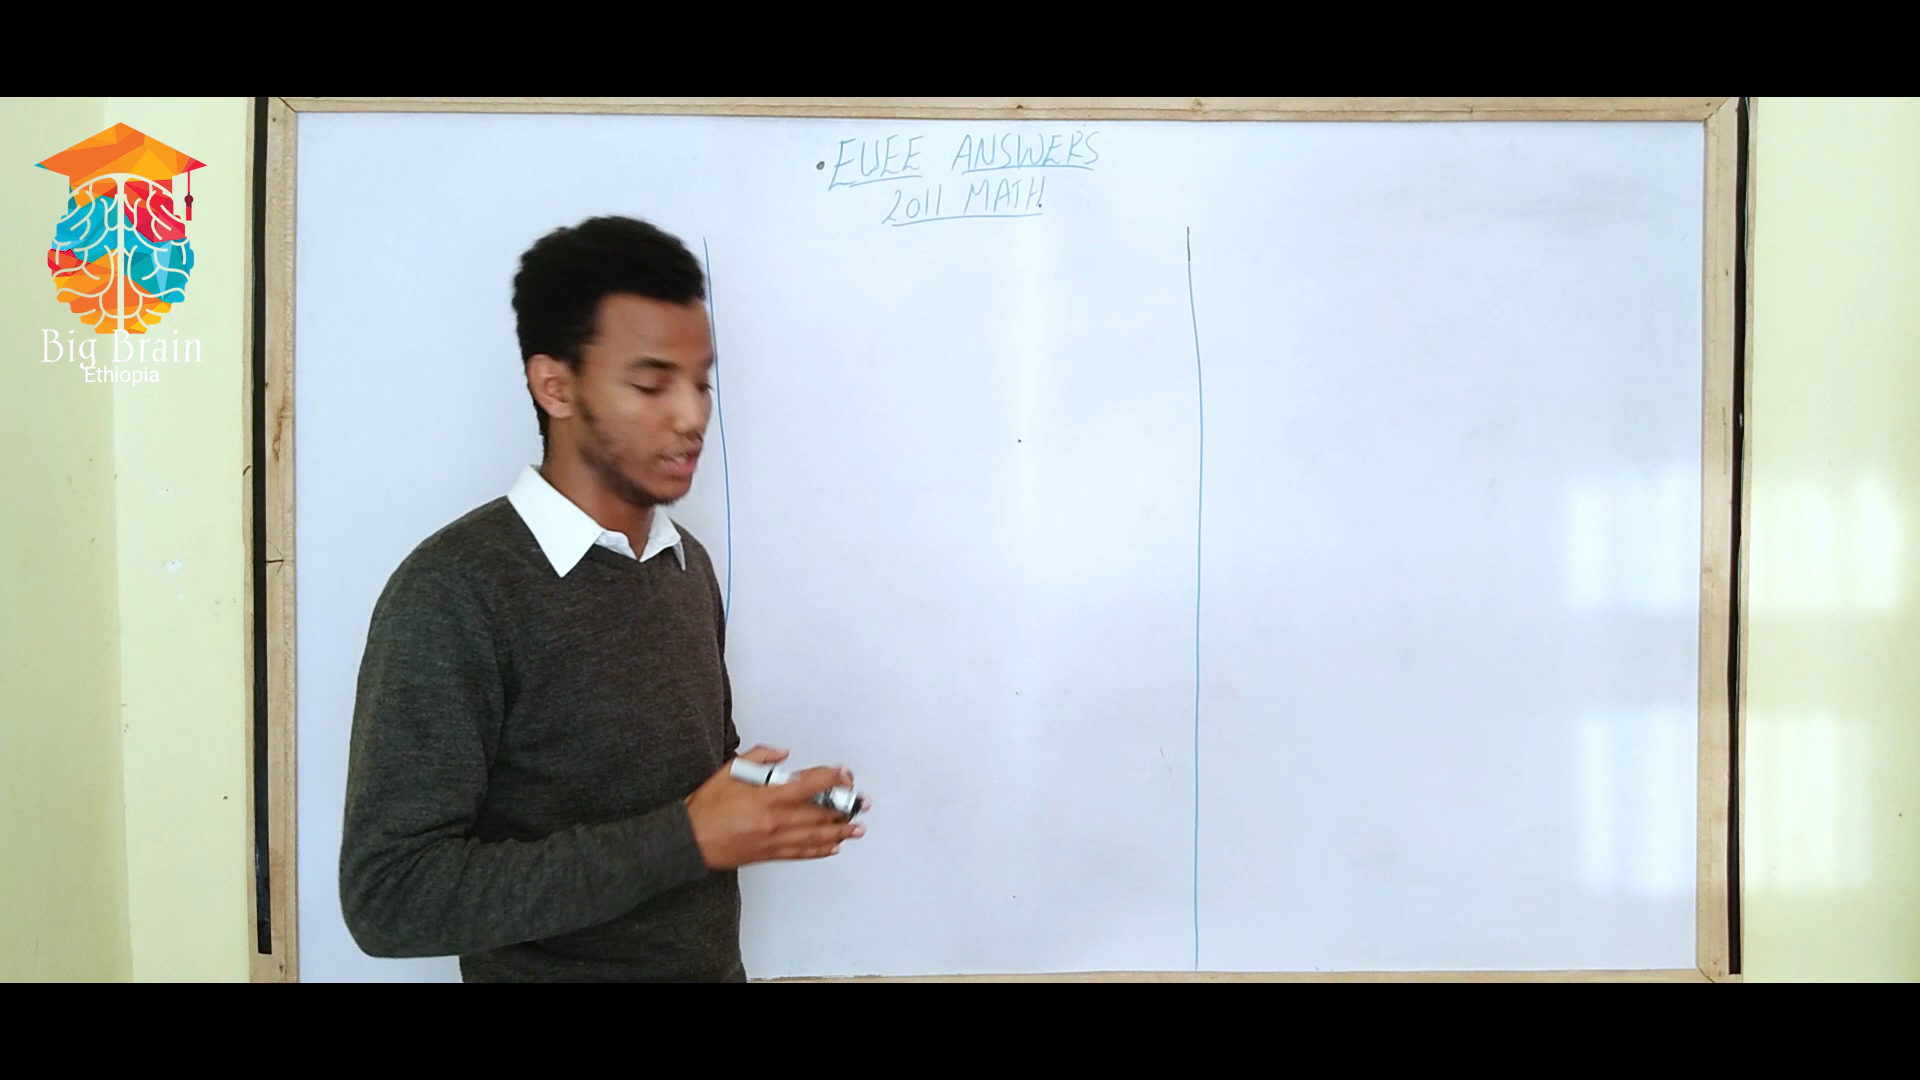 Big Brain
Ethiopia
• EUEE ANSWERS
2011 MATH.